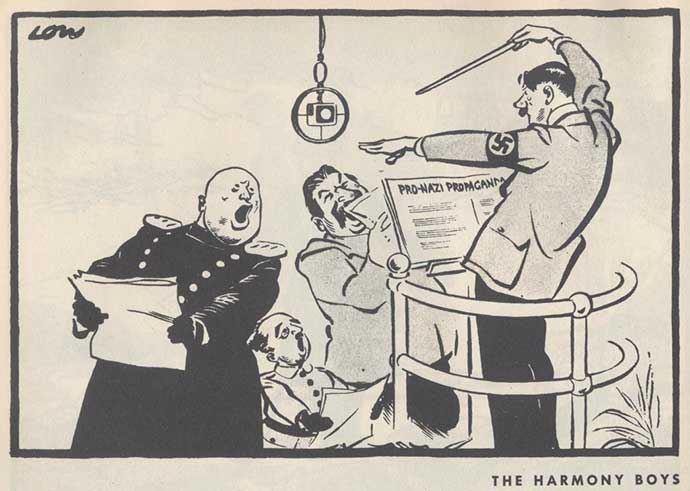 LOW
PRO-NAZI PROPAGANDA
THE HARMONY BOYS